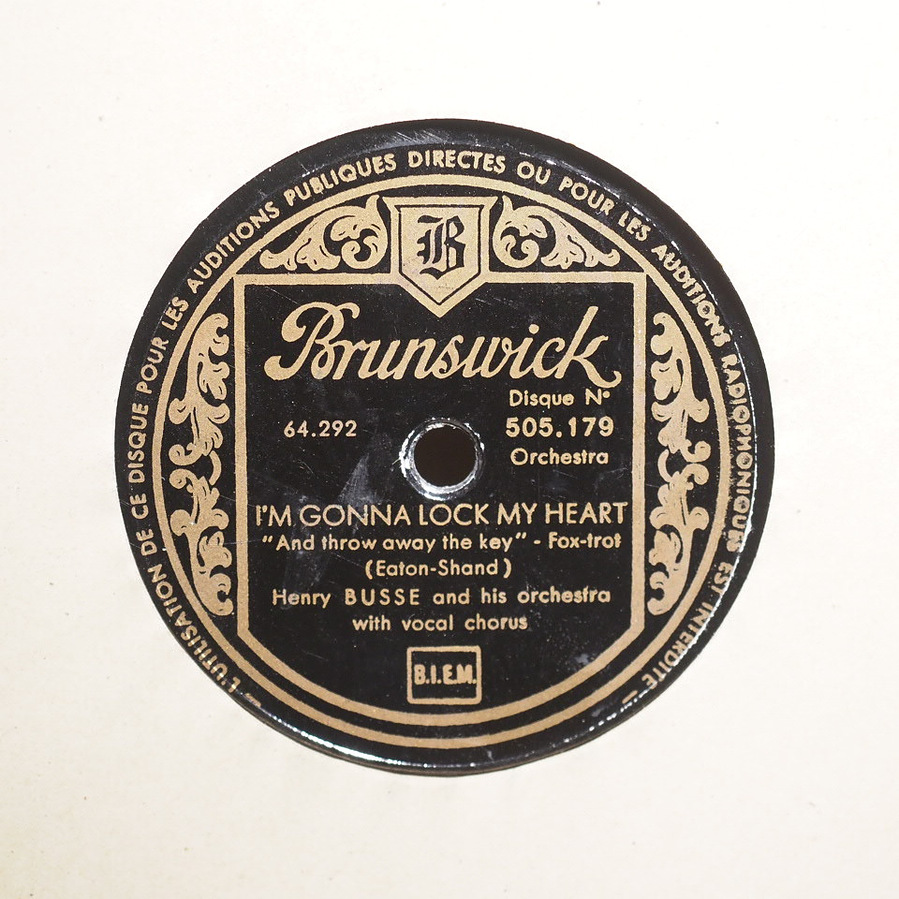 – L'UTILISATION DE CE DISQUE POUR LES AUDITIONS PUBLIQUES DIRECTES OU POUR LES AUDITIONS RADIOPHONIQUES EST INTERDITE –
B
Brunswick
Disque Nº
64.292
505.179
Orchestra
I'M GONNA LOCK MY HEART
"And throw away the key" - Fox-trot
(Eaton-Shand)
Henry BUSSE and his orchestra
with vocal chorus
B.I.E.M.